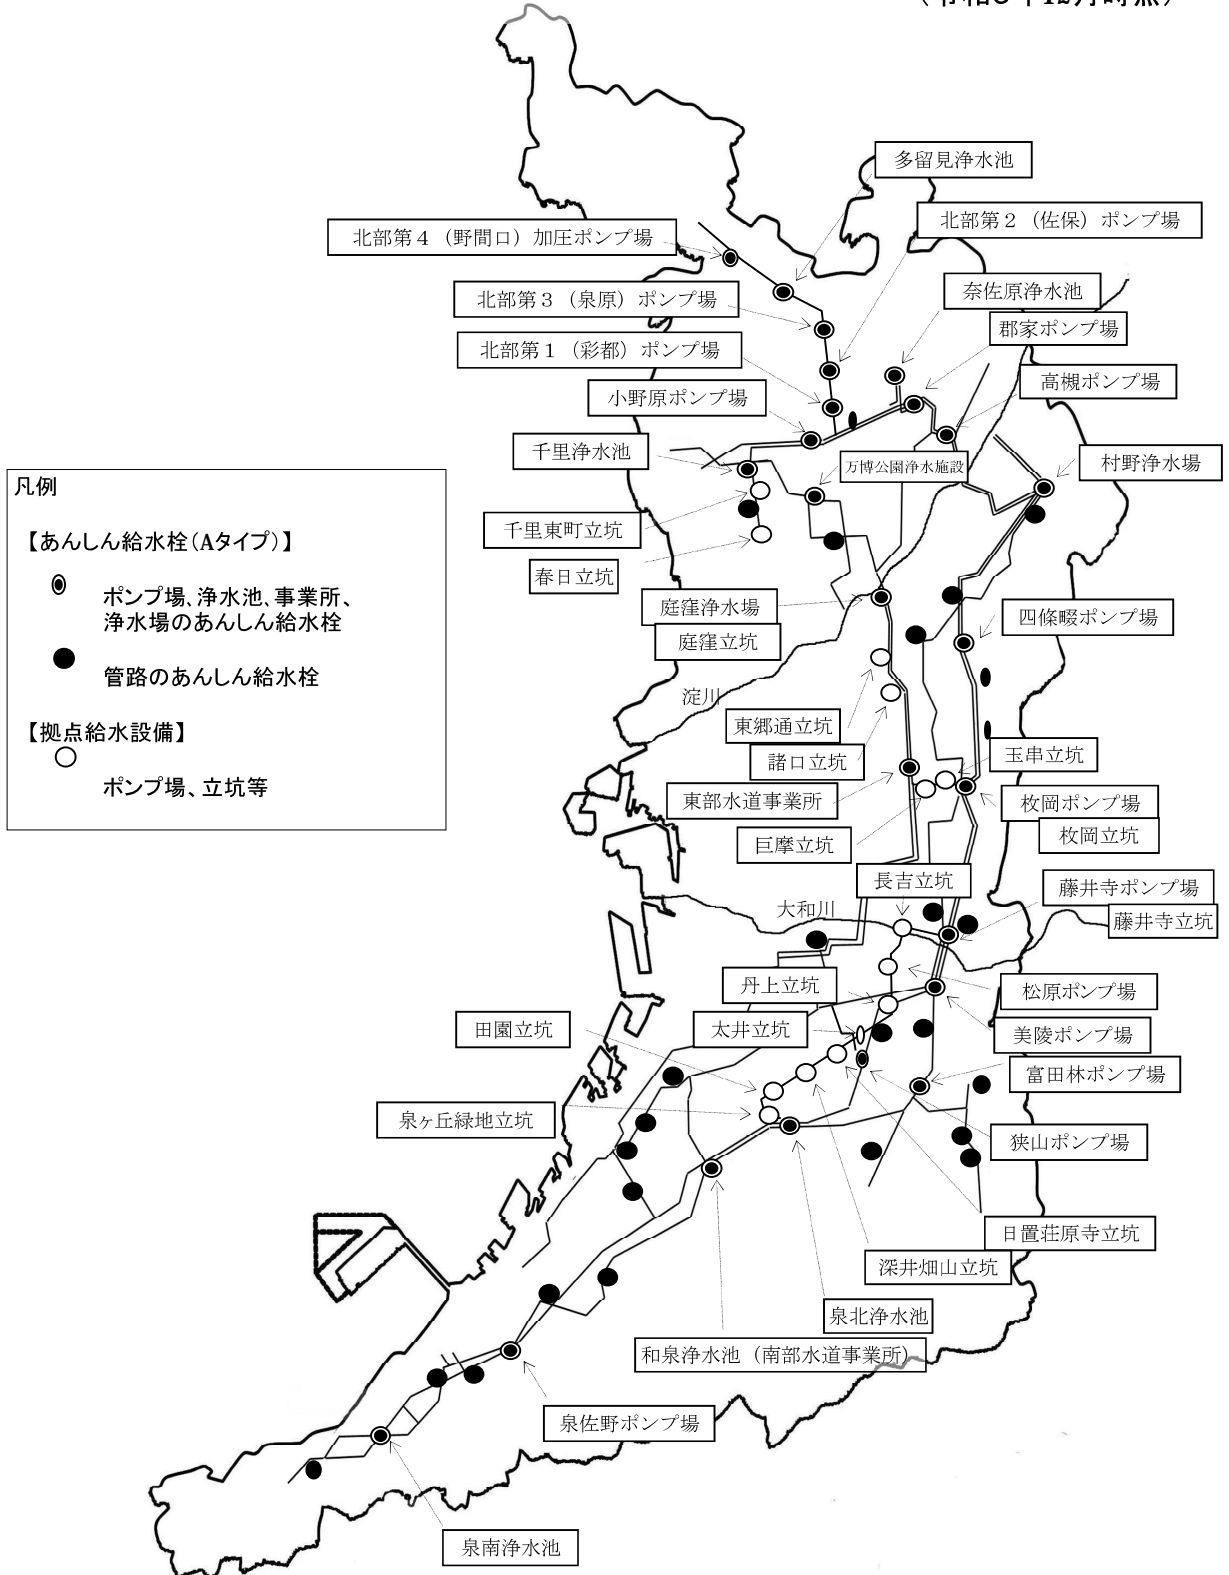 多留見浄水池
北部第2（佐保）ポンプ場
北部第4（野間口）加圧ポンプ場
奈佐原浄水池
北部第3（泉原）ポンプ場
郡家ポンプ場
北部第1（彩都）ポンプ場
高槻ポンプ場
小野原ポンプ場
千里浄水池
万博公園浄水施設
村野浄水場
凡例
【あんしん給水栓（Aタイプ）】
ポンプ場、浄水池、事業所、
浄水場のあんしん給水栓
管路のあんしん給水栓
【拠点給水設備】
ポンプ場、立坑等
千里東町立坑
春日立坑
庭窪浄水場
庭窪立坑
四條畷ポンプ場
淀川
東郷通立坑
諸口立坑
玉串立坑
東部水道事業所
枚岡ポンプ場
枚岡立坑
巨摩立坑
長吉立坑
藤井寺ポンプ場
大和川
藤井寺立坑
丹上立坑
松原ポンプ場
田園立坑
太井立坑
美陵ポンプ場
富田林ポンプ場
泉ヶ丘緑地立坑
狭山ポンプ場
日置荘原寺立坑
深井畑山立坑
泉北浄水池
和泉浄水池（南部水道事業所）
泉佐野ポンプ場
泉南浄水池